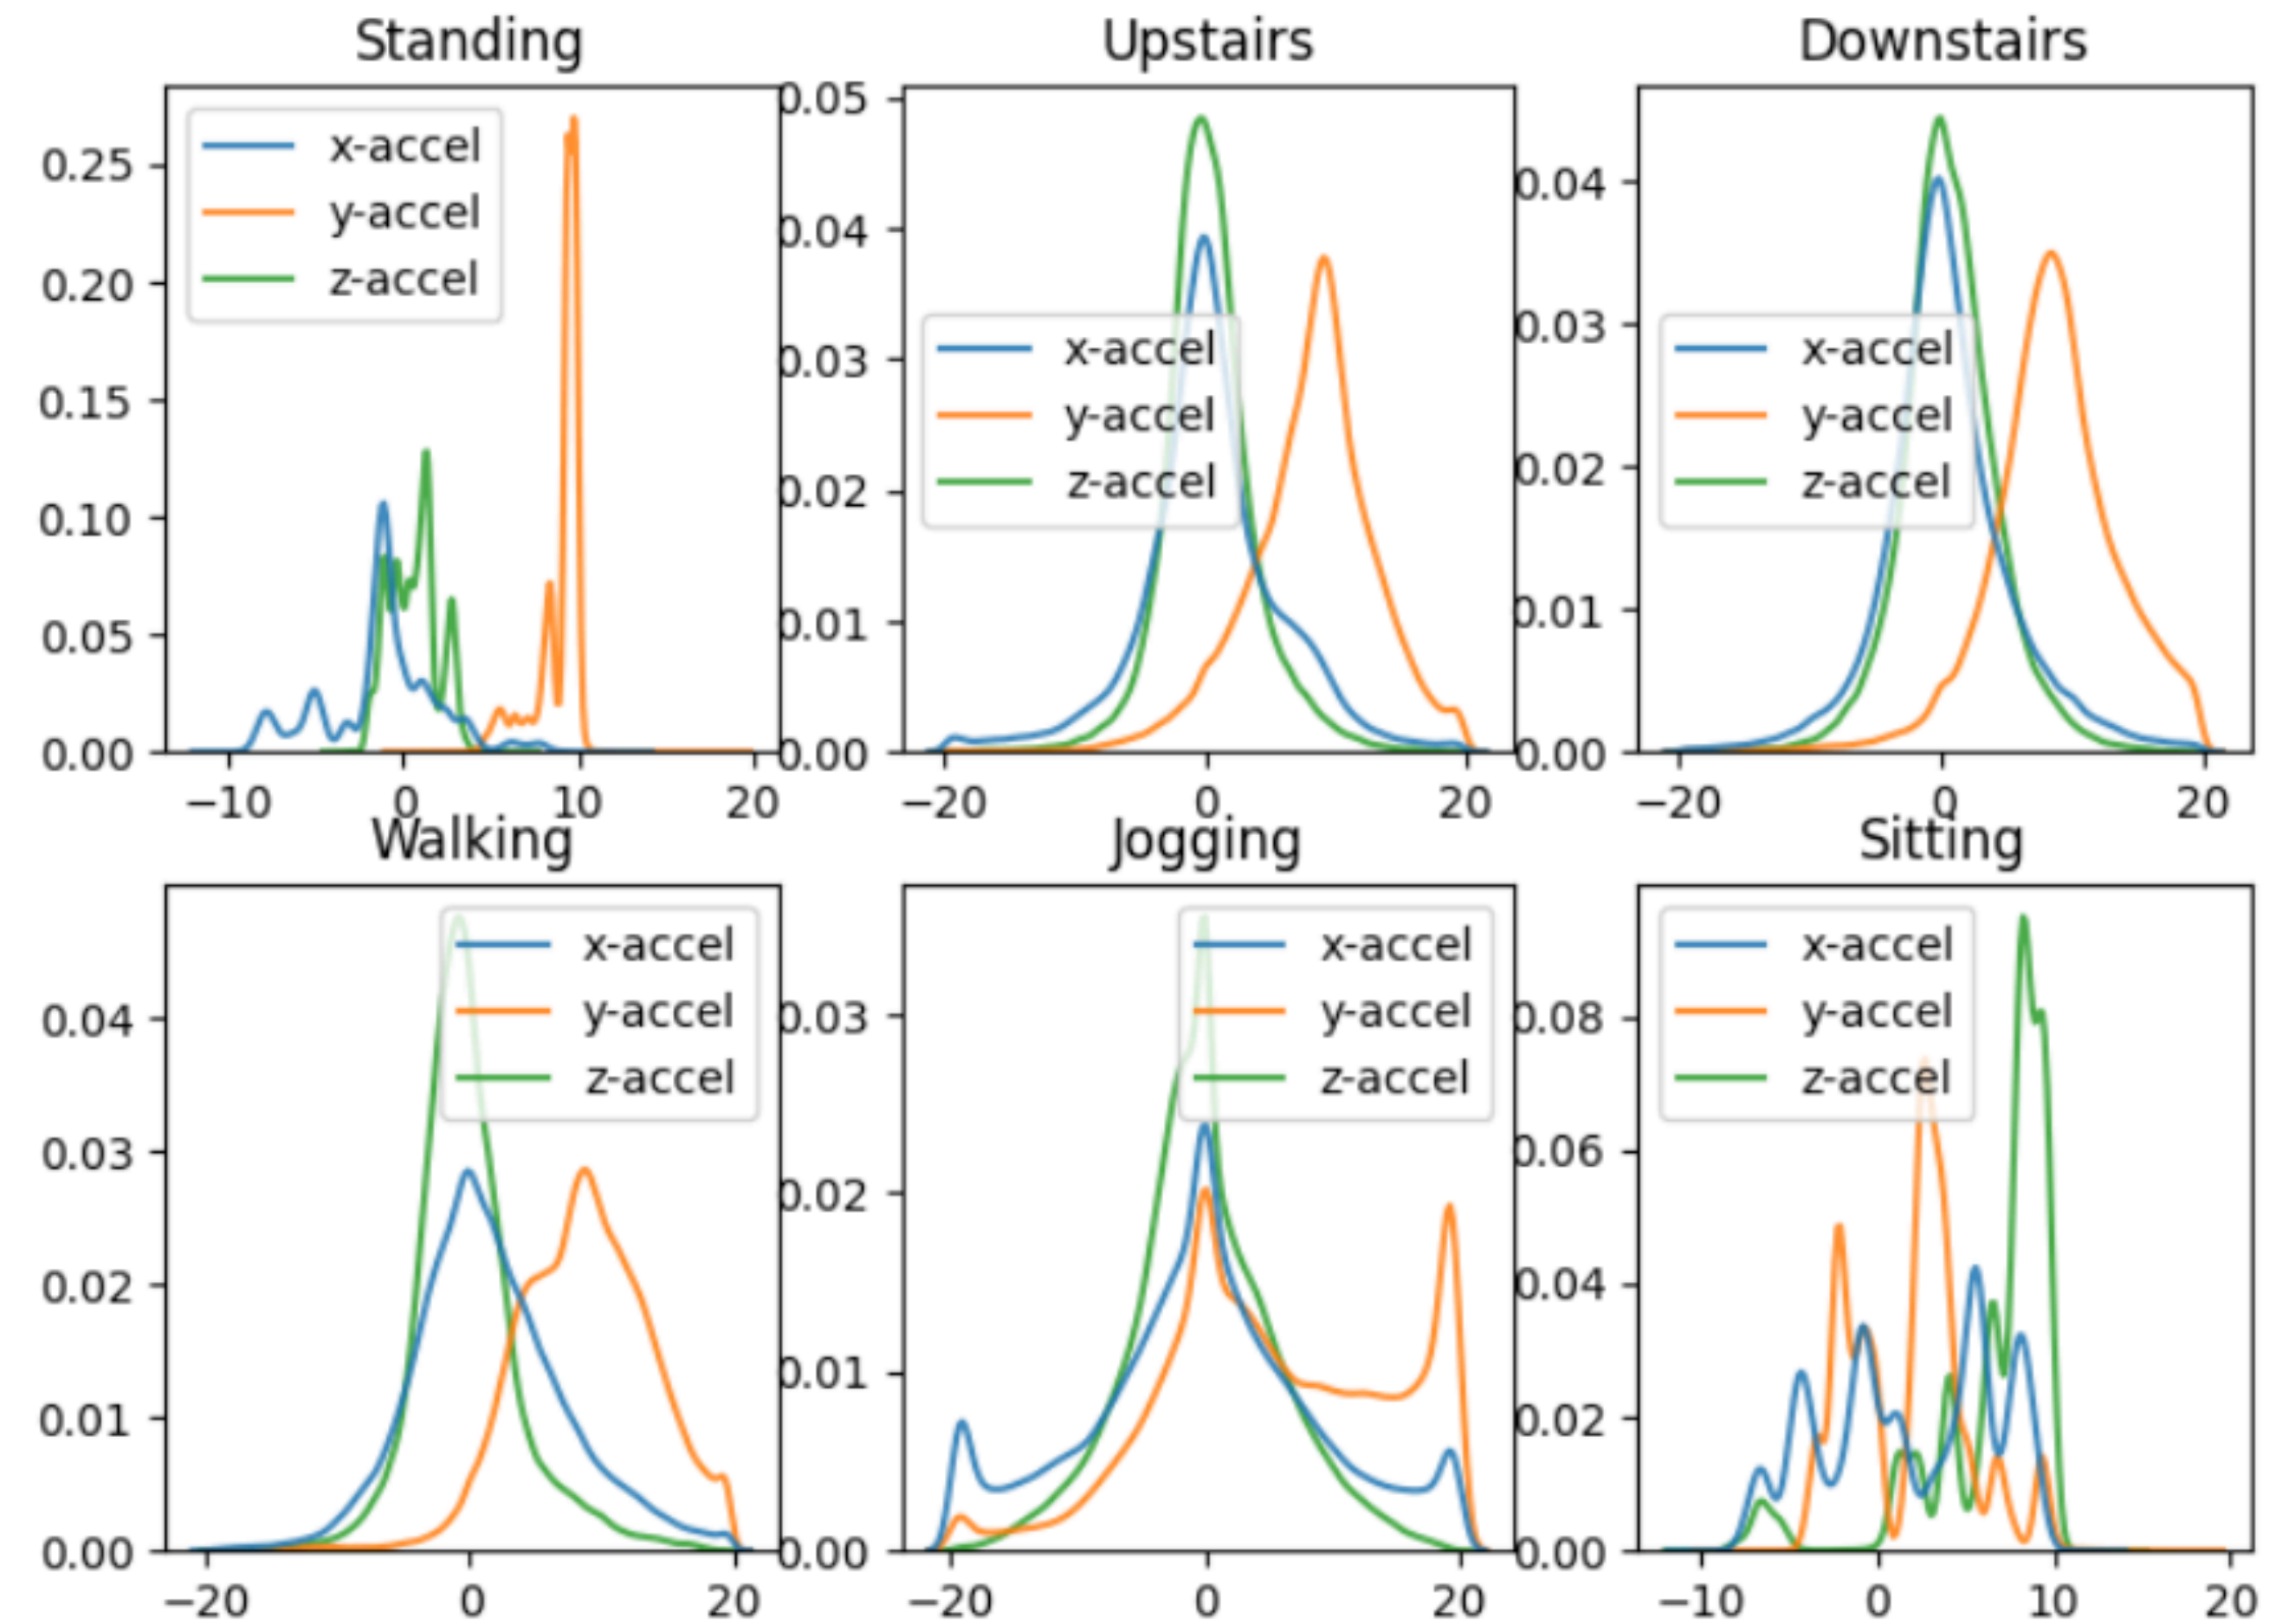 Standing
x-accel
y-accel
z-accel
0.25
0.20
0.15
0.10
0.05
0.00
−10 0 10 20
Upstairs
x-accel
y-accel
z-accel
0.05
0.04
0.03
0.02
0.01
0.00
−20 0 20
Downstairs
x-accel
y-accel
z-accel
0.04
0.03
0.02
0.01
0.00
−20 0 20
Walking
x-accel
y-accel
z-accel
0.04
0.03
0.02
0.01
0.00
−20 0 20
Jogging
x-accel
y-accel
z-accel
0.03
0.02
0.01
0.00
−20 0 20
Sitting
x-accel
y-accel
z-accel
0.08
0.06
0.04
0.02
0.00
−10 0 10 20